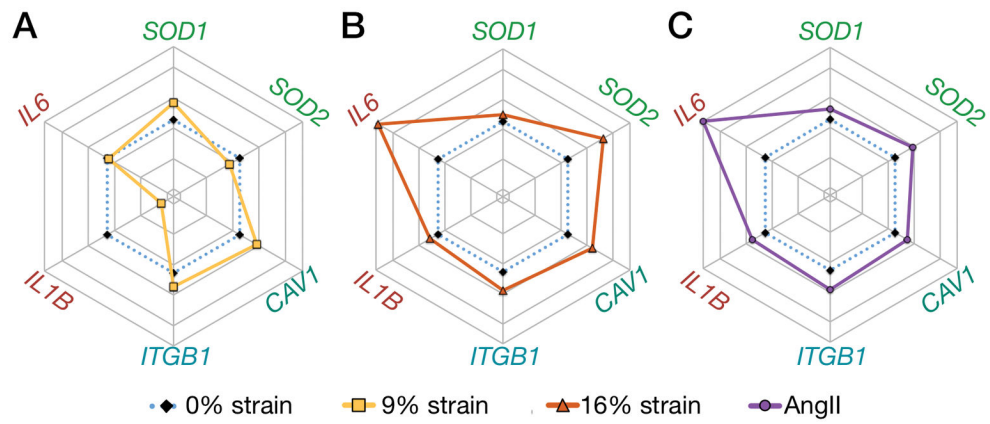 A
B
C
SOD1
SOD1
SOD1
IL6
SOD2
IL6
SOD2
IL6
SOD2
IL1B
CAV1
IL1B
CAV1
IL1B
CAV1
ITGB1
ITGB1
ITGB1
0% strain
9% strain
16% strain
AngII